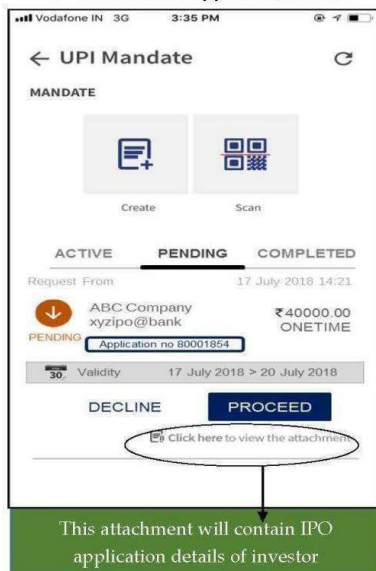 Vodafone IN 3G 3:35 PM
← UPI Mandate
MANDATE
Create Scan
ACTIVE PENDING COMPLETED
Request From 17 July 2018 14:21
ABC Company ₹40000.00
xyzipo@bank ONETIME
PENDING
Application no 80001854
30 Validity 17 July 2018 > 20 July 2018
DECLINE PROCEED
Click here to view the attachment
This attachment will contain IPO
application details of investor